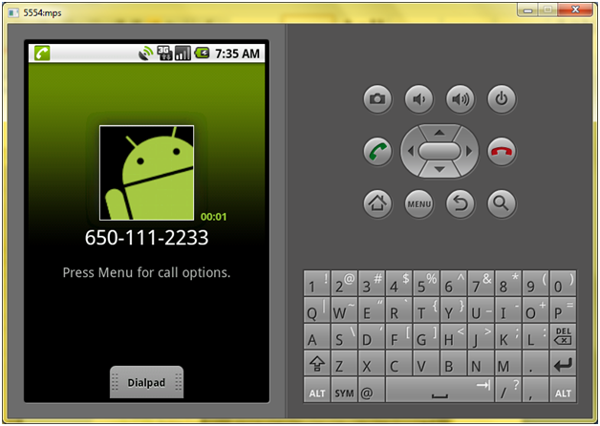 5554:mps
3G 7:35 AM
00:01
650-111-2233
Press Menu for call options.
Dialpad
MENU
1 ! 2 @ 3 # 4 $ 5 % 6 ^ 7 & 8 * 9 ( 0 )
Q | W ~ E " R ` T { Y } U _ I - O + P =
A S \ D ' F [ G ] H < J > K ; L : DEL
Z X C V B N M .
ALT SYM @ / ? , ALT